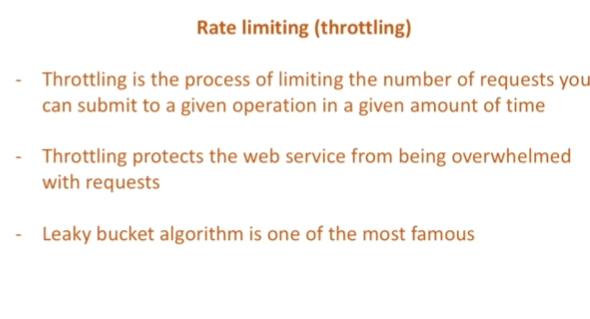 Rate limiting (throttling)
- Throttling is the process of limiting the number of requests you
can submit to a given operation in a given amount of time
- Throttling protects the web service from being overwhelmed
with requests
- Leaky bucket algorithm is one of the most famous